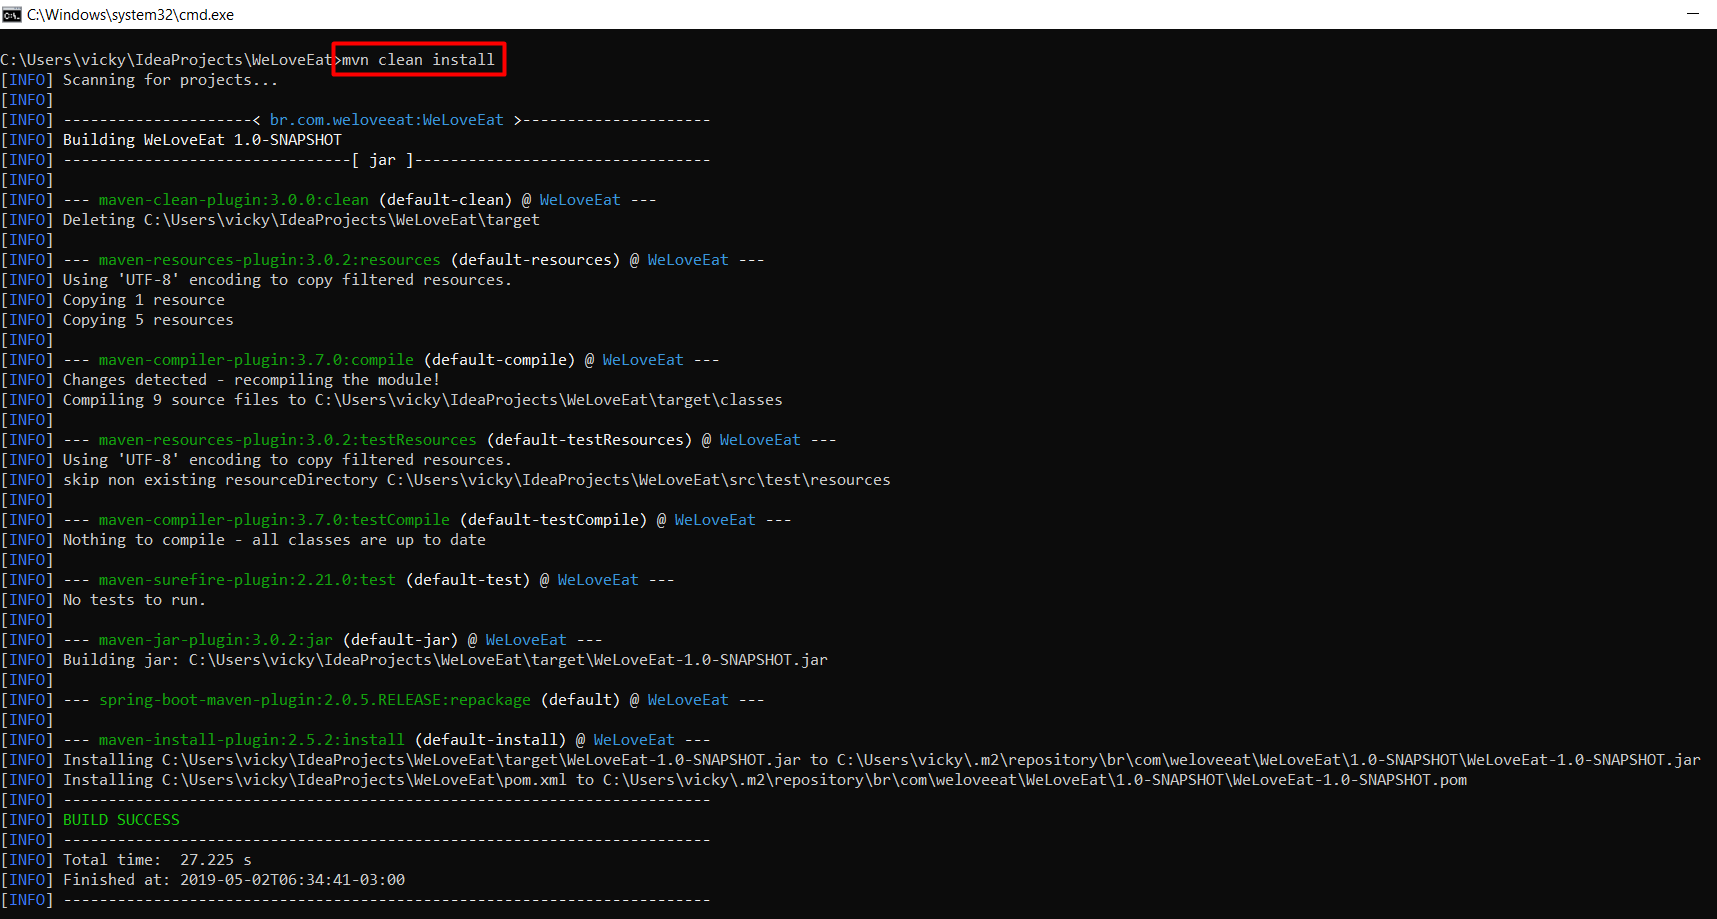 C:\Windows\system32\cmd.exe
C:\Users\vicky\IdeaProjects\WeLoveEat>mvn clean install
[INFO] Scanning for projects...
[INFO]
[INFO] ---------------------< br.com.weloveeat:WeLoveEat >---------------------
[INFO] Building WeLoveEat 1.0-SNAPSHOT
[INFO] --------------------------------[ jar ]---------------------------------
[INFO]
[INFO] --- maven-clean-plugin:3.0.0:clean (default-clean) @ WeLoveEat ---
[INFO] Deleting C:\Users\vicky\IdeaProjects\WeLoveEat\target
[INFO]
[INFO] --- maven-resources-plugin:3.0.2:resources (default-resources) @ WeLoveEat ---
[INFO] Using 'UTF-8' encoding to copy filtered resources.
[INFO] Copying 1 resource
[INFO] Copying 5 resources
[INFO]
[INFO] --- maven-compiler-plugin:3.7.0:compile (default-compile) @ WeLoveEat ---
[INFO] Changes detected - recompiling the module!
[INFO] Compiling 9 source files to C:\Users\vicky\IdeaProjects\WeLoveEat\target\classes
[INFO]
[INFO] --- maven-resources-plugin:3.0.2:testResources (default-testResources) @ WeLoveEat ---
[INFO] Using 'UTF-8' encoding to copy filtered resources.
[INFO] skip non existing resourceDirectory C:\Users\vicky\IdeaProjects\WeLoveEat\src\test\resources
[INFO]
[INFO] --- maven-compiler-plugin:3.7.0:testCompile (default-testCompile) @ WeLoveEat ---
[INFO] Nothing to compile - all classes are up to date
[INFO]
[INFO] --- maven-surefire-plugin:2.21.0:test (default-test) @ WeLoveEat ---
[INFO] No tests to run.
[INFO]
[INFO] --- maven-jar-plugin:3.0.2:jar (default-jar) @ WeLoveEat ---
[INFO] Building jar: C:\Users\vicky\IdeaProjects\WeLoveEat\target\WeLoveEat-1.0-SNAPSHOT.jar
[INFO]
[INFO] --- spring-boot-maven-plugin:2.0.5.RELEASE:repackage (default) @ WeLoveEat ---
[INFO]
[INFO] --- maven-install-plugin:2.5.2:install (default-install) @ WeLoveEat ---
[INFO] Installing C:\Users\vicky\IdeaProjects\WeLoveEat\target\WeLoveEat-1.0-SNAPSHOT.jar to C:\Users\vicky\.m2\repository\br\com\weloveeat\WeLoveEat\1.0-SNAPSHOT\WeLoveEat-1.0-SNAPSHOT.jar
[INFO] Installing C:\Users\vicky\IdeaProjects\WeLoveEat\pom.xml to C:\Users\vicky\.m2\repository\br\com\weloveeat\WeLoveEat\1.0-SNAPSHOT\WeLoveEat-1.0-SNAPSHOT.pom
[INFO] ------------------------------------------------------------------------
[INFO] BUILD SUCCESS
[INFO] ------------------------------------------------------------------------
[INFO] Total time:  27.225 s
[INFO] Finished at: 2019-05-02T06:34:41-03:00
[INFO] ------------------------------------------------------------------------